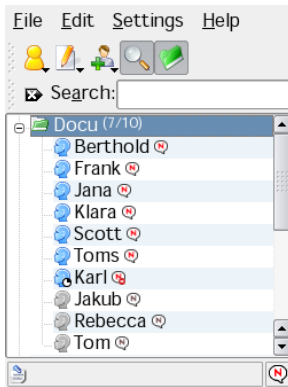 File Edit Settings Help
Search:
Docu (7/10)
Berthold
Frank
Jana
Klara
Scott
Toms
Karl
Jakub
Rebecca
Tom